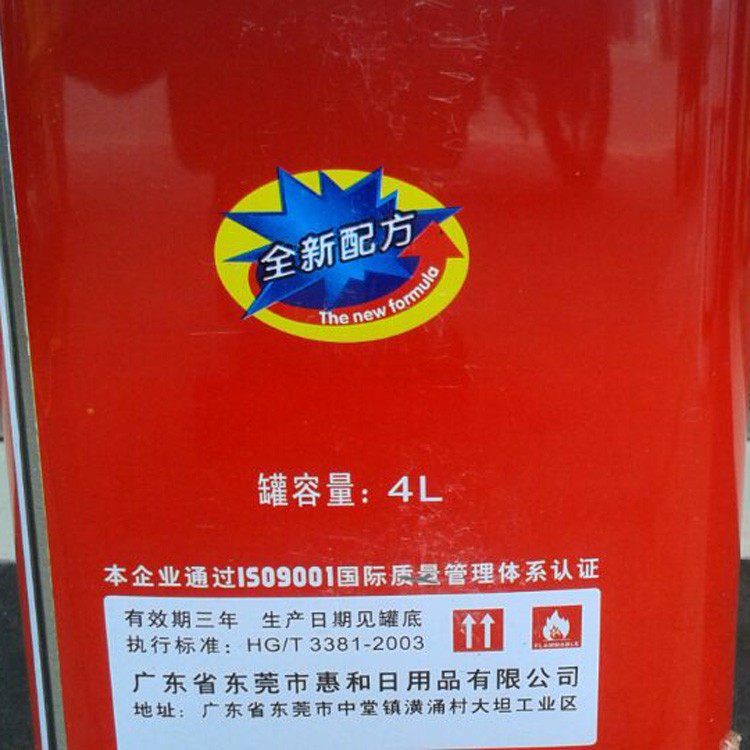 全新配方
The new formula
罐容量：4L
本企业通过ISO9001国际质量管理体系认证
有效期三年 生产日期见罐底
执行标准：HG/T 3381-2003
FLAMMABLE
广东省东莞市惠和日用品有限公司
地址：广东省东莞市中堂镇潢涌村大坦工业区